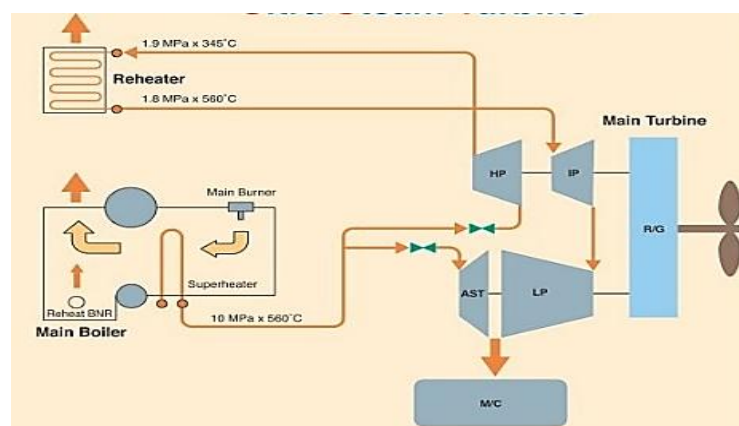 1.9 MPa x 345˚C
Reheater
1.8 MPa x 560˚C
Main Turbine
HP
IP
Main Burner
R/G
Superheater
AST
LP
Reheat BNR
Main Boiler
10 MPa x 560˚C
M/C